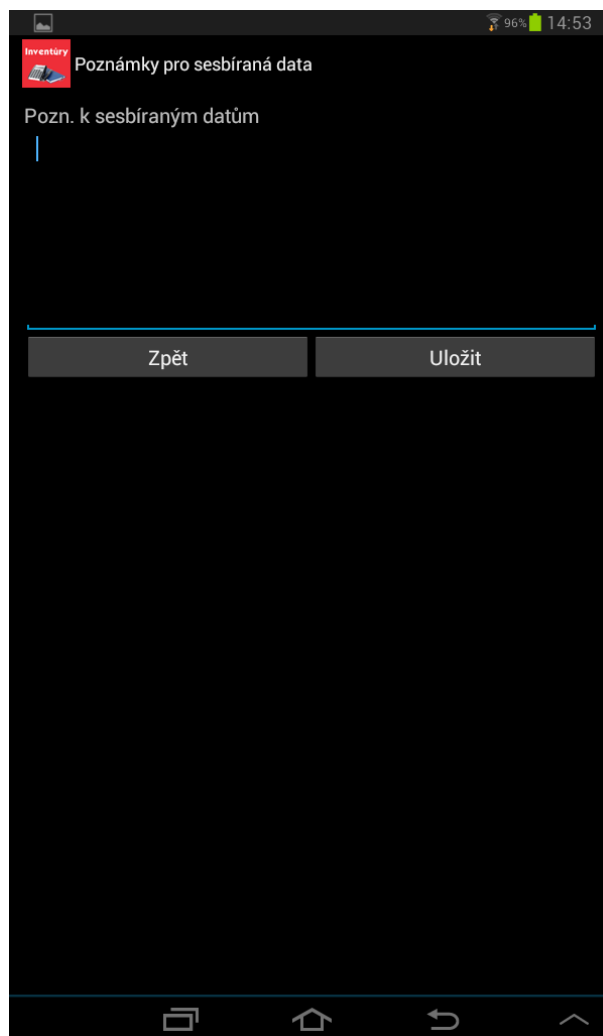 96% 14:53
Inventúry
Poznámky pro sesbíraná data
Pozn. k sesbíraným datům
Zpět Uložit